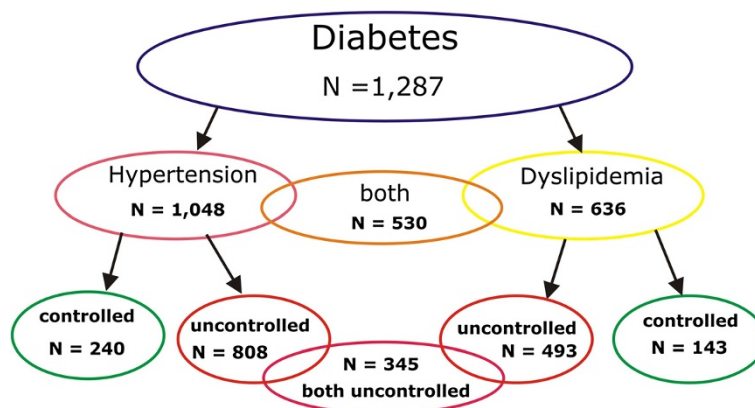 Diabetes
N =1,287
Hypertension
N = 1,048
both
N = 530
Dyslipidemia
N = 636
controlled
N = 240
uncontrolled
N = 808
N = 345
both uncontrolled
uncontrolled
N = 493
controlled
N = 143